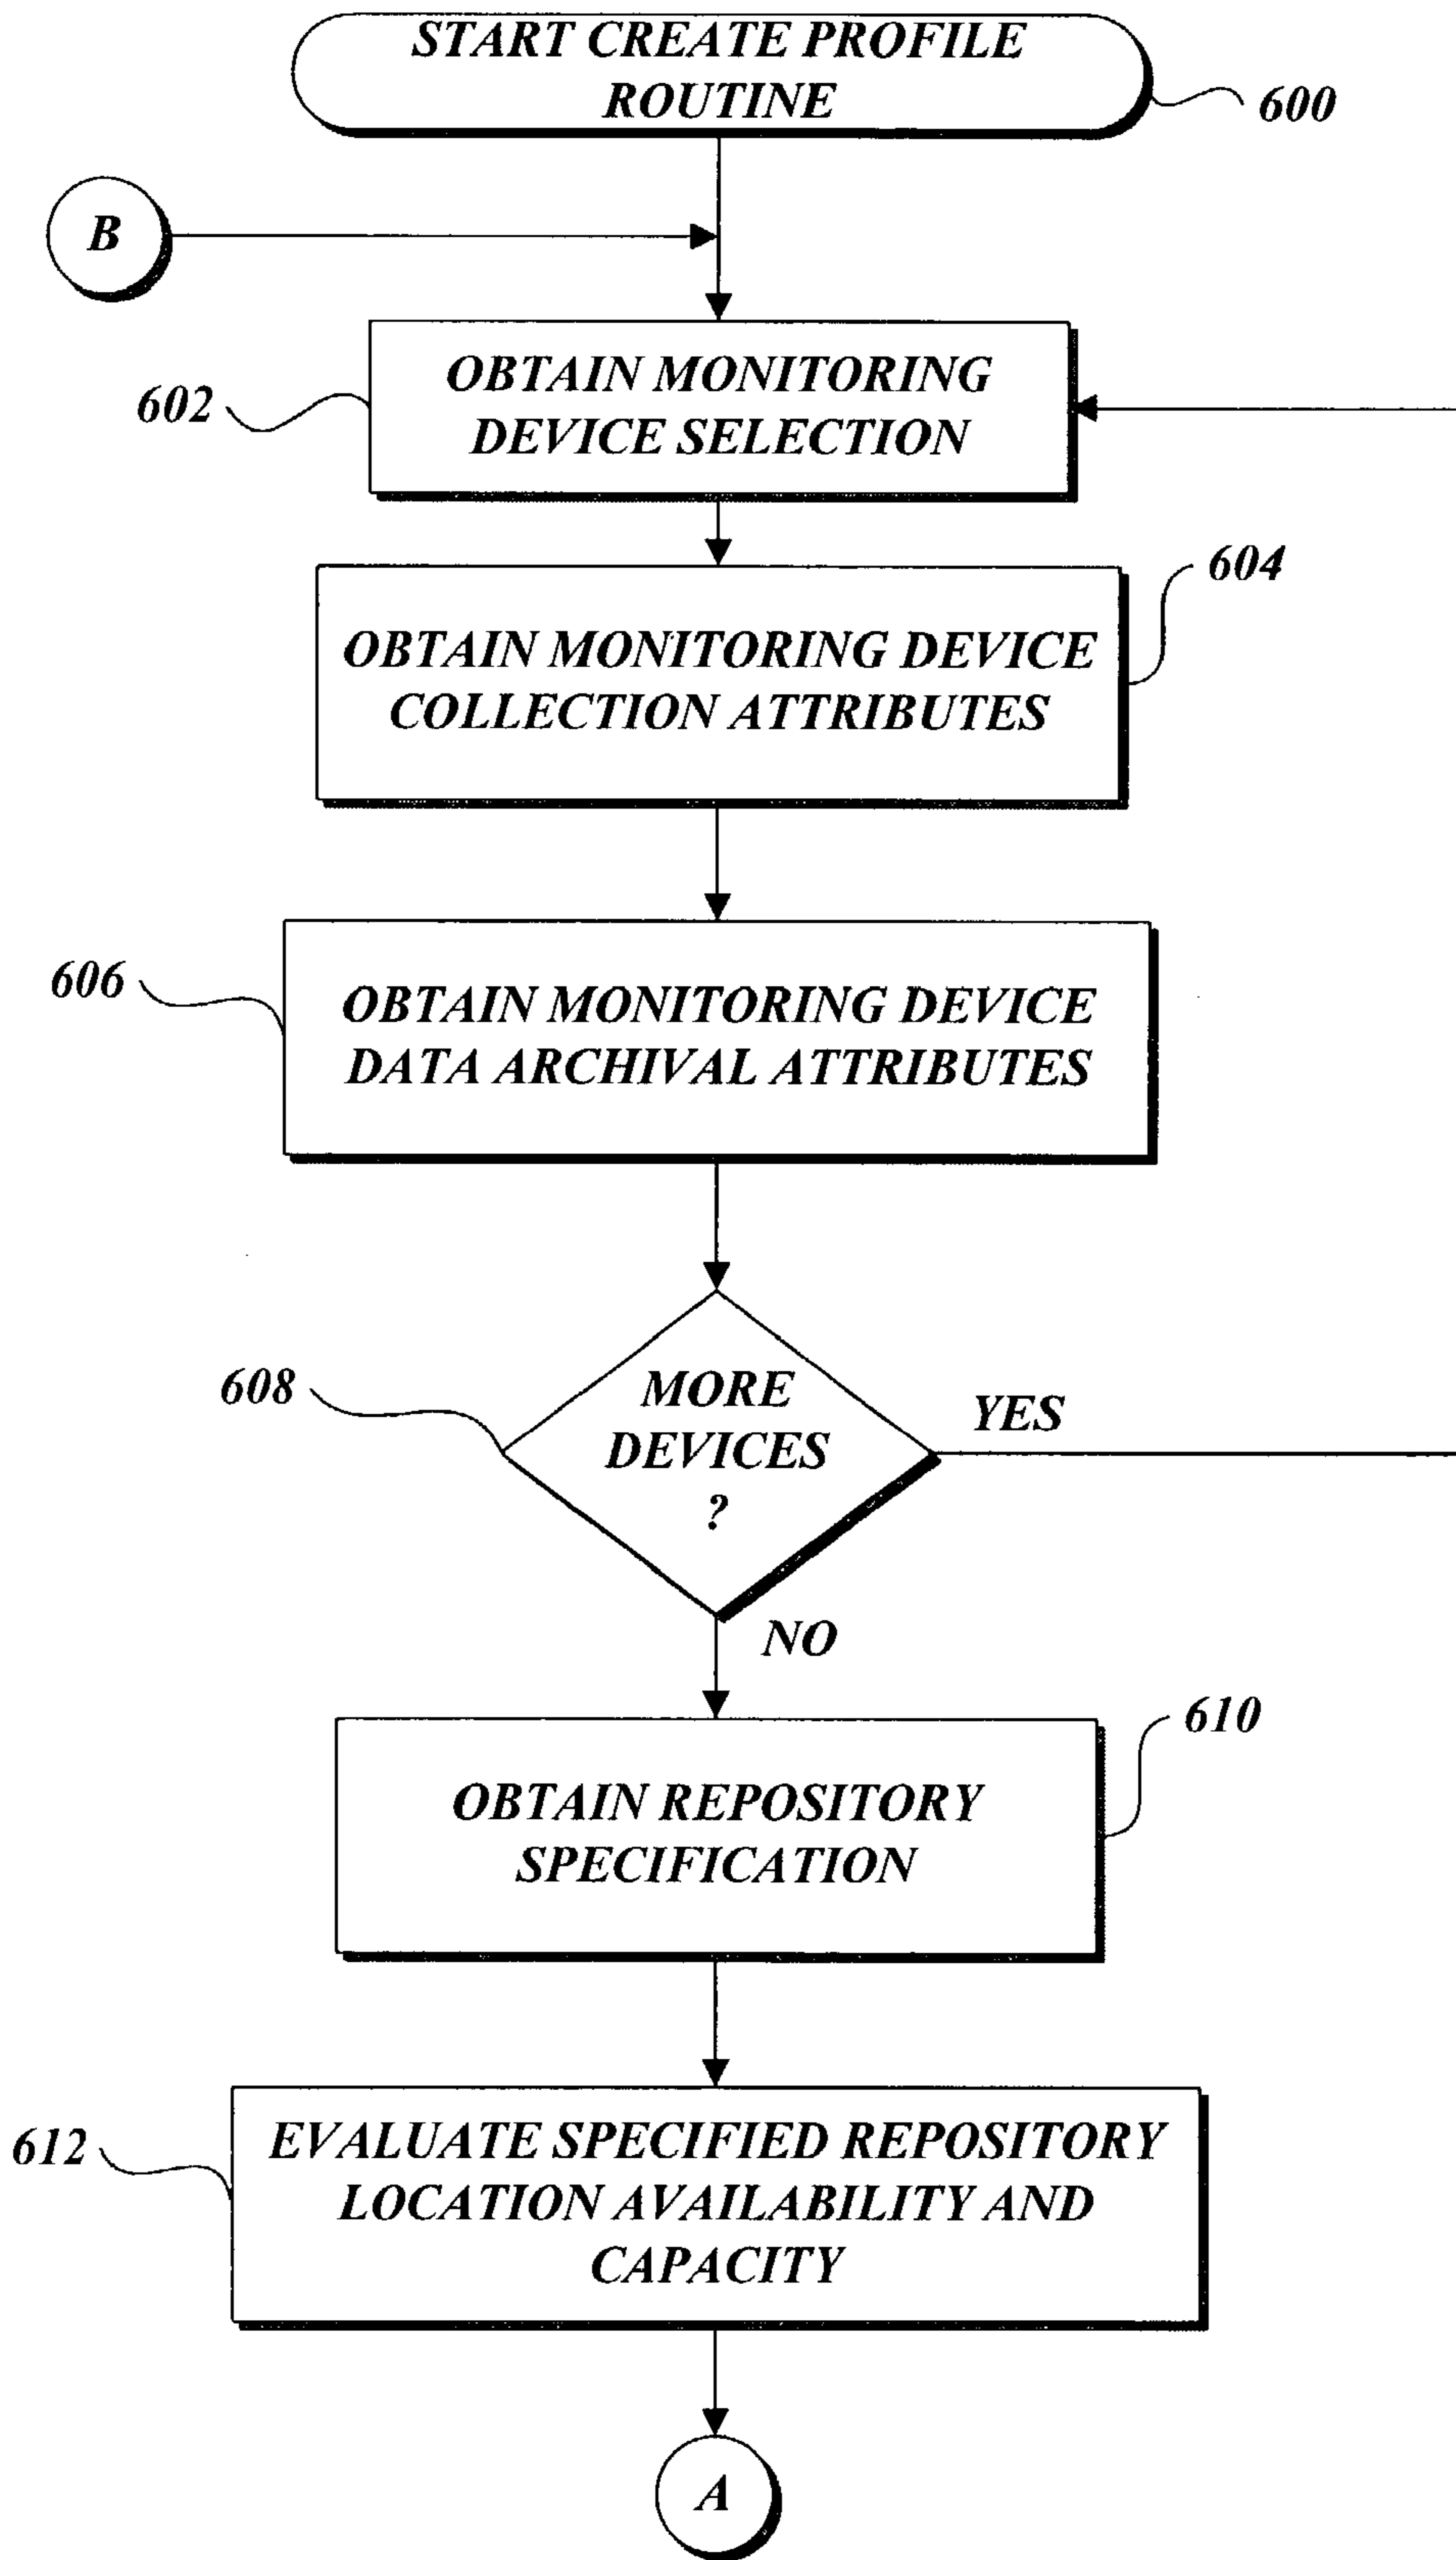 START CREATE PROFILE
ROUTINE
600
B
OBTAIN MONITORING
DEVICE SELECTION
602
604
OBTAIN MONITORING DEVICE
COLLECTION ATTRIBUTES
606
OBTAIN MONITORING DEVICE
DATA ARCHIVAL ATTRIBUTES
608
MORE
DEVICES
?
YES
NO
610
OBTAIN REPOSITORY
SPECIFICATION
612
EVALUATE SPECIFIED REPOSITORY
LOCATION AVAILABILITY AND
CAPACITY
A